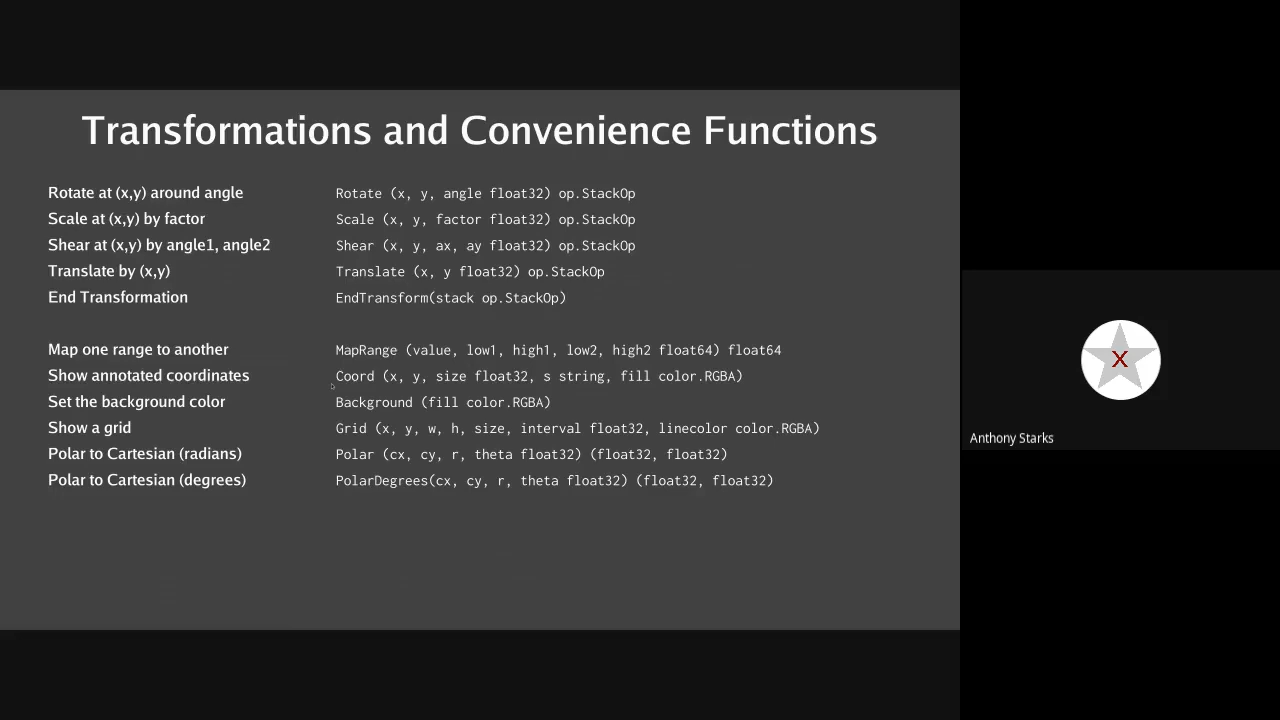 Transformations and Convenience Functions
Rotate at (x,y) around angle Rotate (x, y, angle float32) op.StackOp
Scale at (x,y) by factor Scale (x, y, factor float32) op.StackOp
Shear at (x,y) by angle1, angle2 Shear (x, y, ax, ay float32) op.StackOp
Translate by (x,y) Translate (x, y float32) op.StackOp
End Transformation EndTransform(stack op.StackOp)
Map one range to another MapRange (value, low1, high1, low2, high2 float64) float64
Show annotated coordinates Coord (x, y, size float32, s string, fill color.RGBA)
Set the background color Background (fill color.RGBA)
Show a grid Grid (x, y, w, h, size, interval float32, linecolor color.RGBA)
Polar to Cartesian (radians) Polar (cx, cy, r, theta float32) (float32, float32)
Polar to Cartesian (degrees) PolarDegrees(cx, cy, r, theta float32) (float32, float32)
X
Anthony Starks